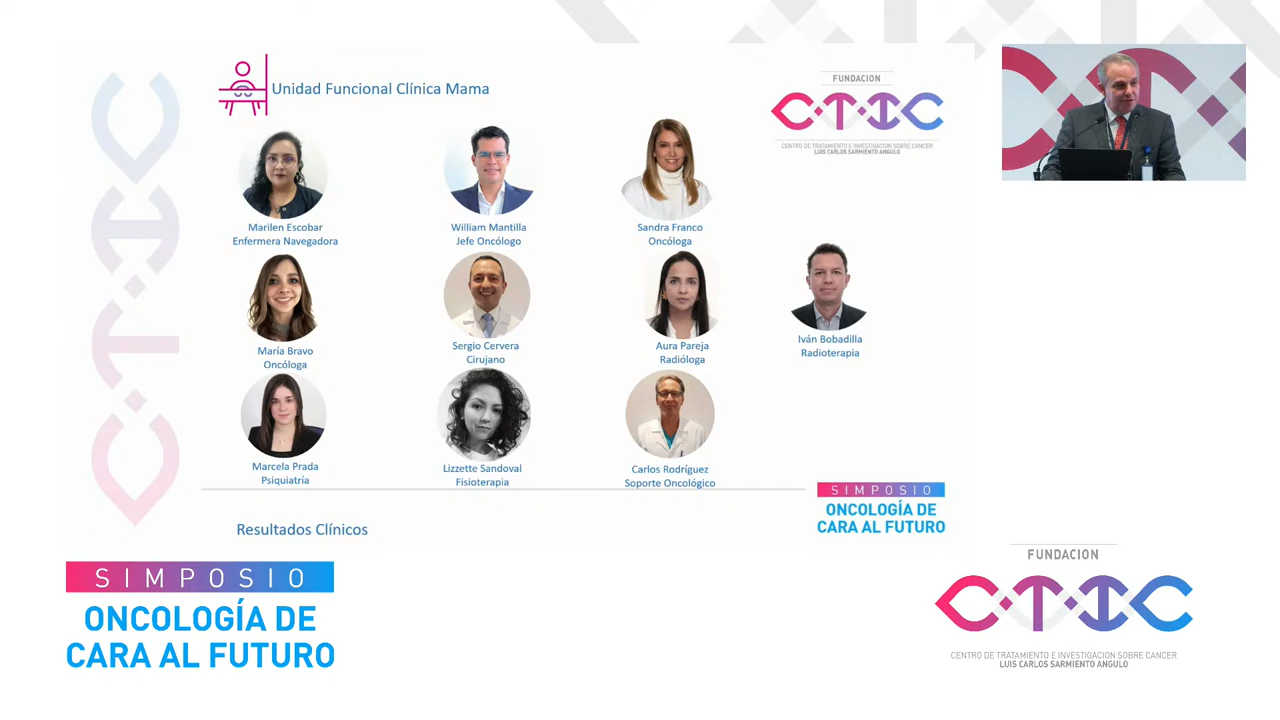 Unidad Funcional Clínica Mama
FUNDACION
CTIC
CENTRO DE TRATAMIENTO E INVESTIGACION SOBRE CANCER
LUIS CARLOS SARMIENTO ANGULO
Marilen Escobar
Enfermera Navegadora
William Mantilla
Jefe Oncólogo
Sandra Franco
Oncóloga
María Bravo
Oncóloga
Sergio Cervera
Cirujano
Aura Pareja
Radióloga
Iván Bobadilla
Radioterapia
Marcela Prada
Psiquiatría
Lizzette Sandoval
Fisioterapia
Carlos Rodríguez
Soporte Oncológico
Resultados Clínicos
SIMPOSIO
ONCOLOGÍA DE
CARA AL FUTURO
SIMPOSIO
ONCOLOGÍA DE
CARA AL FUTURO
FUNDACION
CTIC
CENTRO DE TRATAMIENTO E INVESTIGACION SOBRE CANCER
LUIS CARLOS SARMIENTO ANGULO
CTIC